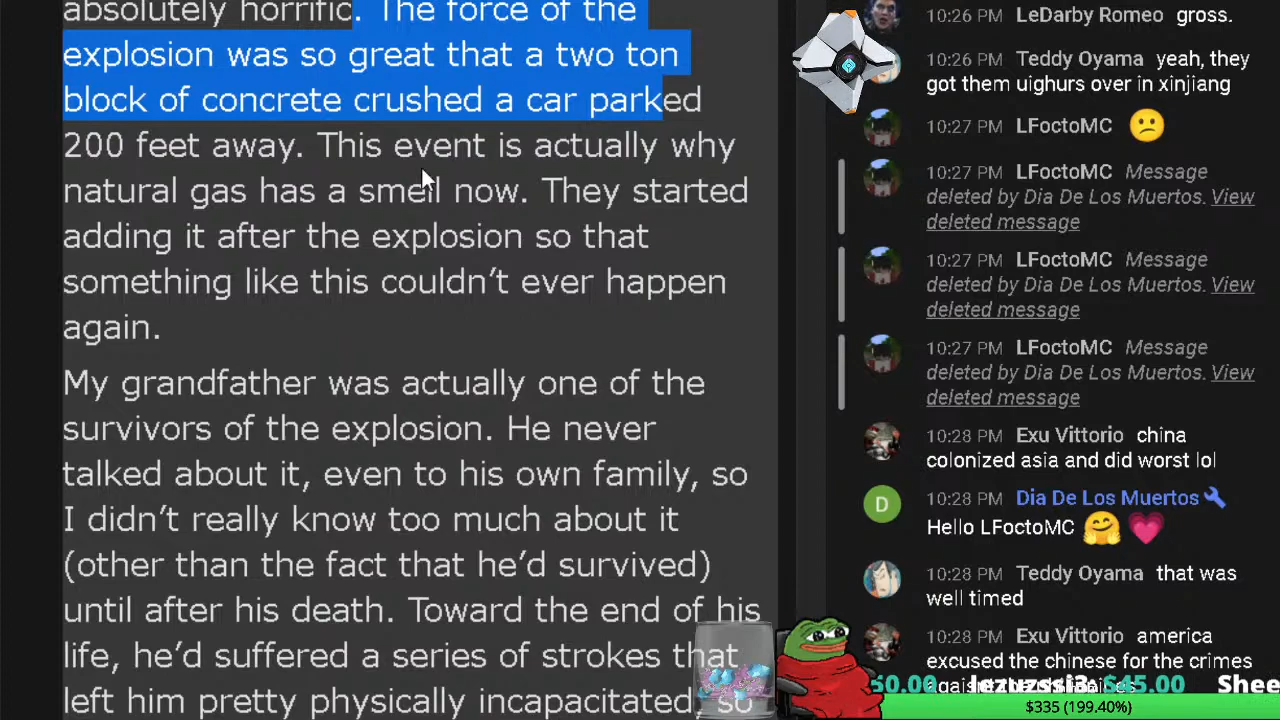 absolutely horrific. The force of the
explosion was so great that a two ton
block of concrete crushed a car parked
200 feet away. This event is actually why
natural gas has a smell now. They started
adding it after the explosion so that
something like this couldn’t ever happen
again.
My grandfather was actually one of the
survivors of the explosion. He never
talked about it, even to his own family, so
I didn’t really know too much about it
(other than the fact that he’d survived)
until after his death. Toward the end of his
life, he’d suffered a series of strokes that
left him pretty physically incapacitated, so
10:26 PM LeDarby Romeo gross.
10:26 PM Teddy Oyama yeah, they
got them uighurs over in xinjiang
10:27 PM LFoctoMC
10:27 PM LFoctoMC Message
deleted by Dia De Los Muertos. View
deleted message
10:27 PM LFoctoMC Message
deleted by Dia De Los Muertos. View
deleted message
10:27 PM LFoctoMC Message
deleted by Dia De Los Muertos. View
deleted message
10:28 PM Exu Vittorio china
colonized asia and did worst lol
D
10:28 PM Dia De Los Muertos
Hello LFoctoMC
10:28 PM Teddy Oyama that was
well timed
10:28 PM Exu Vittorio america
excused the chinese for the crimes
50.00 Jezuzssi3 $45.00 Shee
$335 (199.40%)